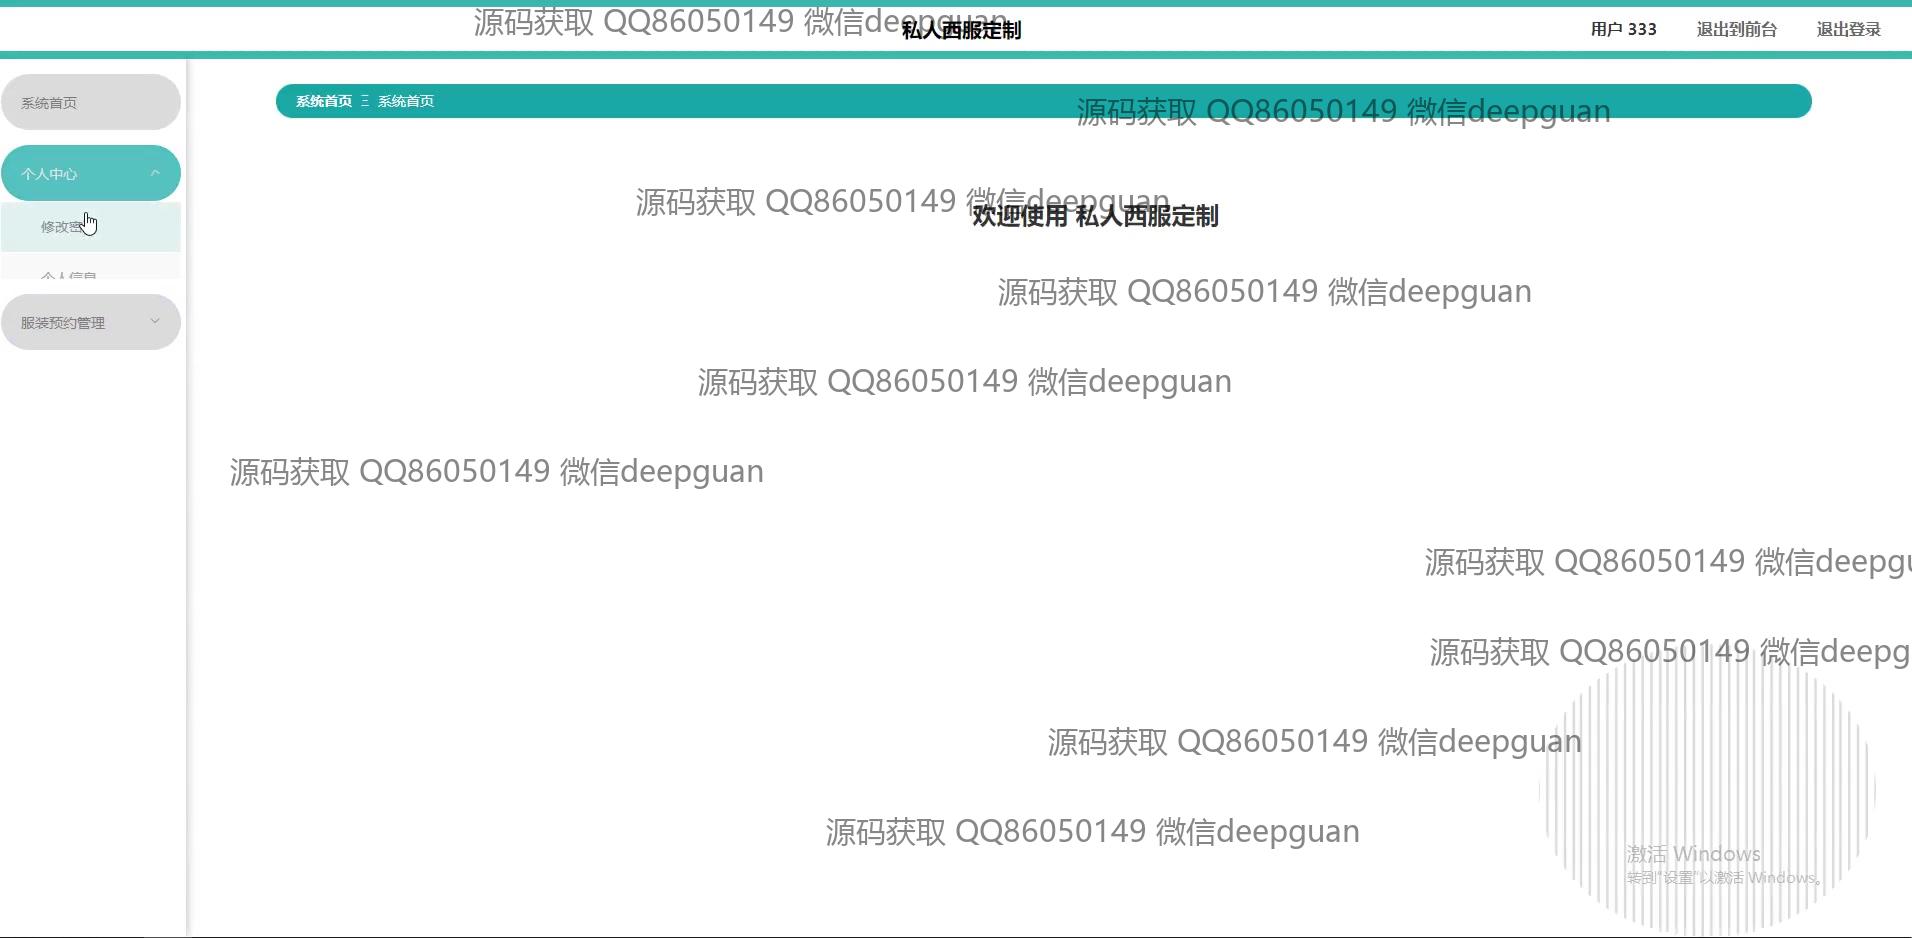 源码获取 QQ86050149 微信deepguan
私人西服定制
用户 333
退出到前台
退出登录
系统首页
系统首页 Ξ 系统首页
源码获取 QQ86050149 微信deepguan
个人中心
源码获取 QQ86050149 微信deepguan
欢迎使用 私人西服定制
修改密
个人信息
源码获取 QQ86050149 微信deepguan
服装预约管理
源码获取 QQ86050149 微信deepguan
源码获取 QQ86050149 微信deepguan
源码获取 QQ86050149 微信deepgu
源码获取 QQ86050149 微信deepg
源码获取 QQ86050149 微信deepguan
源码获取 QQ86050149 微信deepguan
激活 Windows
转到"设置"以激活 Windows。